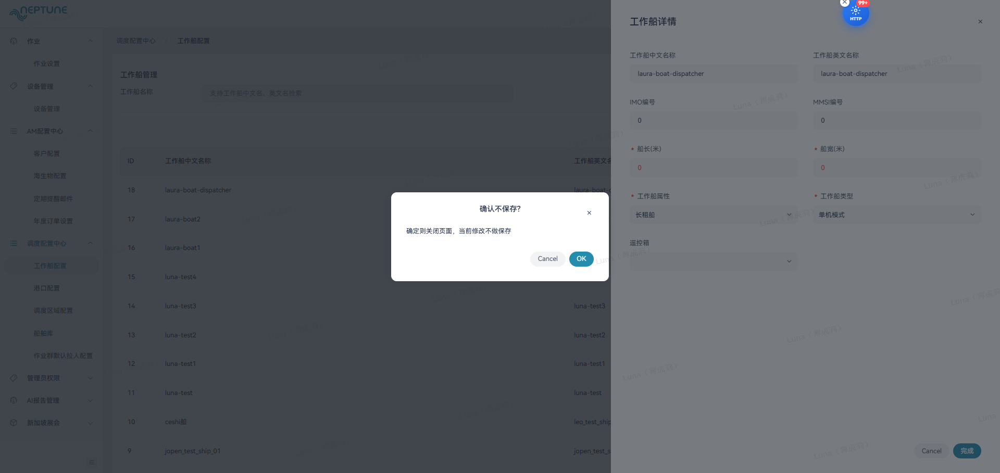 NEPTUNE
作业
作业设置
设备管理
设备管理
AM配置中心
客户配置
海生物配置
定期提醒邮件
年度订单设置
调度配置中心
工作船配置
港口配置
调度区域配置
船舶库
作业群默认拉人配置
管理员权限
AI报告管理
新加坡展会
调度配置中心 / 工作船配置
工作船管理
工作船名称 支持工作船中文名、英文名检索
ID 工作船中文名称 工作船英文名
18 laura-boat-dispatcher laura-boat-d
17 laura-boat2
16 laura-boat1
15 luna-test4
14 luna-test3 luna-test3
13 luna-test2 luna-test2
12 luna-test1 luna-test1
11 luna-test luna-test
10 ceshi船 leo_test_ship
9 jopen_test_ship_01 jopen_test_s
确认不保存?
确定则关闭页面，当前修改不做保存
Cancel OK
99+
HTTP
工作船详情
工作船中文名称 工作船英文名称
laura-boat-dispatcher laura-boat-dispatcher
IMO编号 MMSI编号
0 0
* 船长(米) * 船宽(米)
0 0
* 工作船属性 * 工作船类型
长租船 单机模式
遥控箱
Cancel 完成